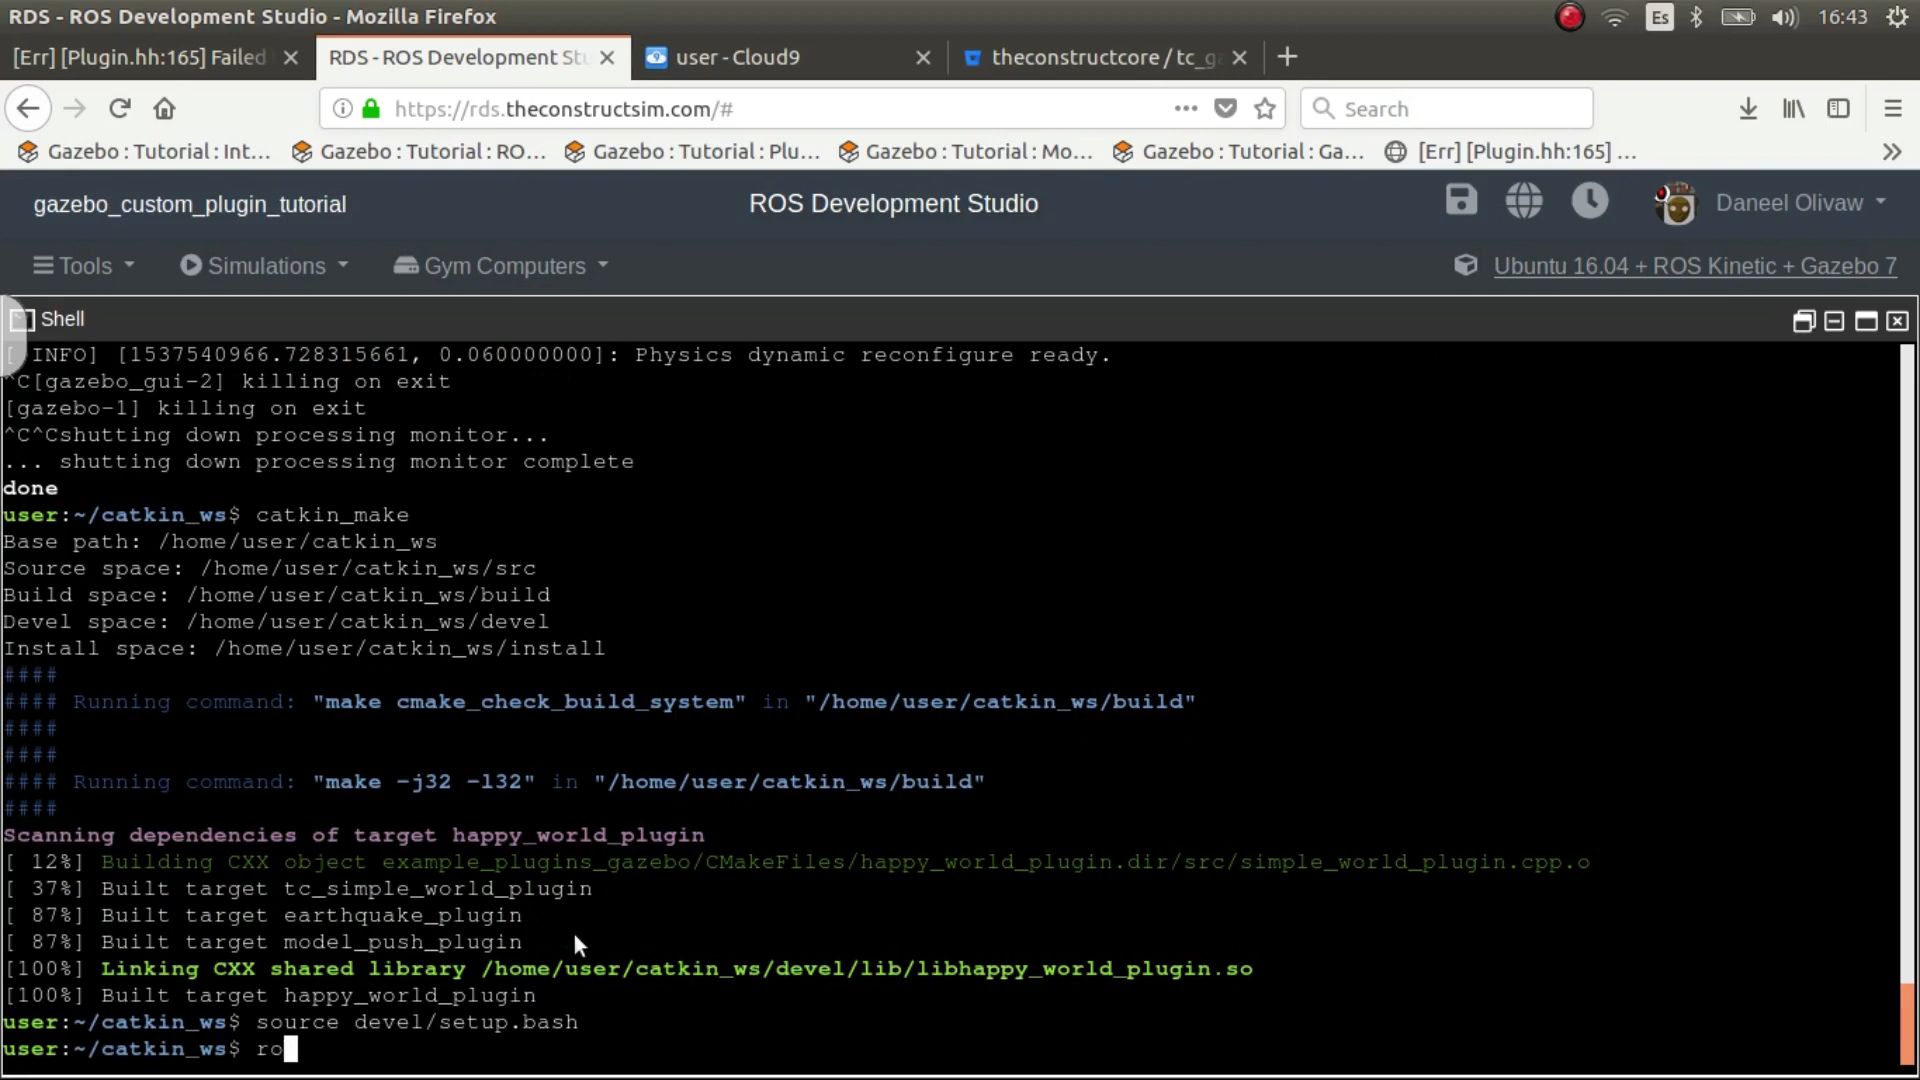 RDS - ROS Development Studio - Mozilla Firefox
Es
16:43
[Err] [Plugin.hh:165] Failed
RDS - ROS Development Stu
user - Cloud9
theconstructcore / tc_ga
https://rds.theconstructsim.com/#
Search
Gazebo : Tutorial : Int...
Gazebo : Tutorial : RO...
Gazebo : Tutorial : Plu...
Gazebo : Tutorial : Mo...
Gazebo : Tutorial : Ga...
[Err] [Plugin.hh:165] ...
gazebo_custom_plugin_tutorial
ROS Development Studio
Daneel Olivaw
Tools
Simulations
Gym Computers
Ubuntu 16.04 + ROS Kinetic + Gazebo 7
Shell
[ INFO] [1537540966.728315661, 0.060000000]: Physics dynamic reconfigure ready.
^C[gazebo_gui-2] killing on exit
[gazebo-1] killing on exit
^C^Cshutting down processing monitor...
... shutting down processing monitor complete
done
user:~/catkin_ws$ catkin_make
Base path: /home/user/catkin_ws
Source space: /home/user/catkin_ws/src
Build space: /home/user/catkin_ws/build
Devel space: /home/user/catkin_ws/devel
Install space: /home/user/catkin_ws/install
####
#### Running command: "make cmake_check_build_system" in "/home/user/catkin_ws/build"
####
####
#### Running command: "make -j32 -l32" in "/home/user/catkin_ws/build"
####
Scanning dependencies of target happy_world_plugin
[ 12%] Building CXX object example_plugins_gazebo/CMakeFiles/happy_world_plugin.dir/src/simple_world_plugin.cpp.o
[ 37%] Built target tc_simple_world_plugin
[ 87%] Built target earthquake_plugin
[ 87%] Built target model_push_plugin
[100%] Linking CXX shared library /home/user/catkin_ws/devel/lib/libhappy_world_plugin.so
[100%] Built target happy_world_plugin
user:~/catkin_ws$ source devel/setup.bash
user:~/catkin_ws$ ro